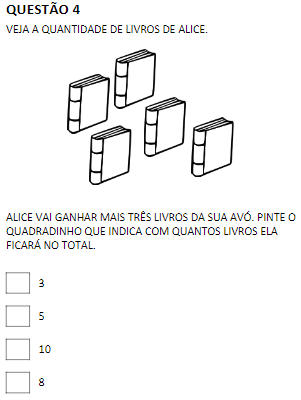 QUESTÃO 4
VEJA A QUANTIDADE DE LIVROS DE ALICE.
ALICE VAI GANHAR MAIS TRÊS LIVROS DA SUA AVÓ. PINTE O
QUADRADINHO QUE INDICA COM QUANTOS LIVROS ELA
FICARÁ NO TOTAL.
3
5
10
8